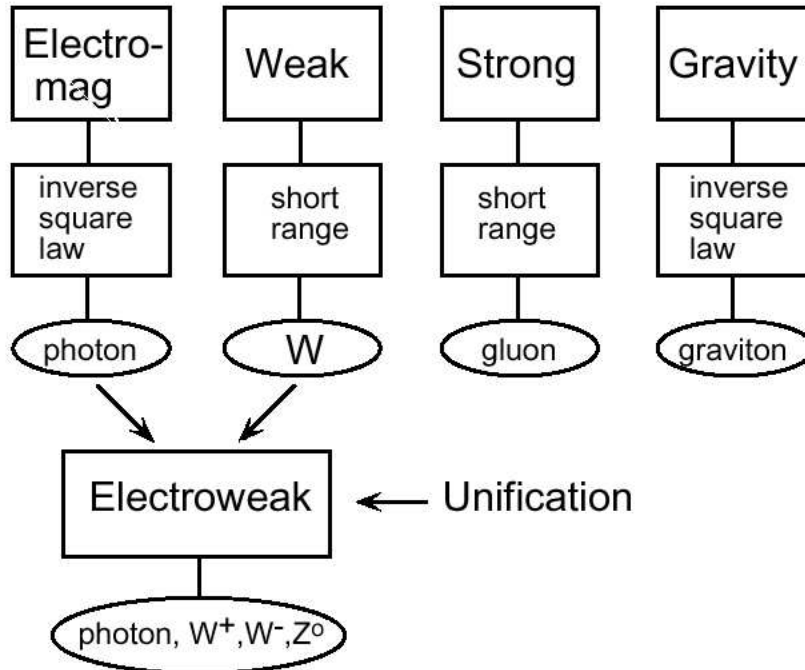 Electro-
mag
Weak
Strong
Gravity
inverse
square
law
short
range
short
range
inverse
square
law
photon
W
gluon
graviton
Electroweak
Unification
photon, W⁺,W⁻,Z⁰